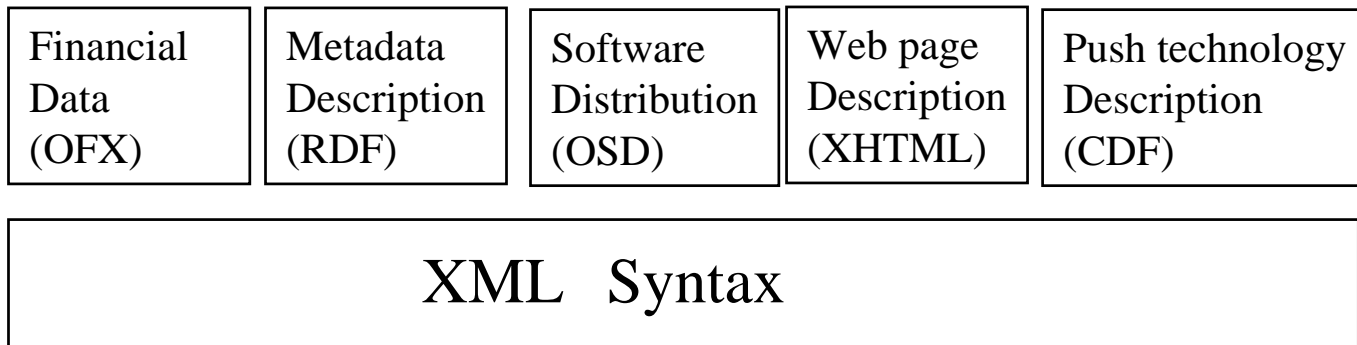 Financial
Data
(OFX)
Metadata
Description
(RDF)
Software
Distribution
(OSD)
Web page
Description
(XHTML)
Push technology
Description
(CDF)
XML Syntax